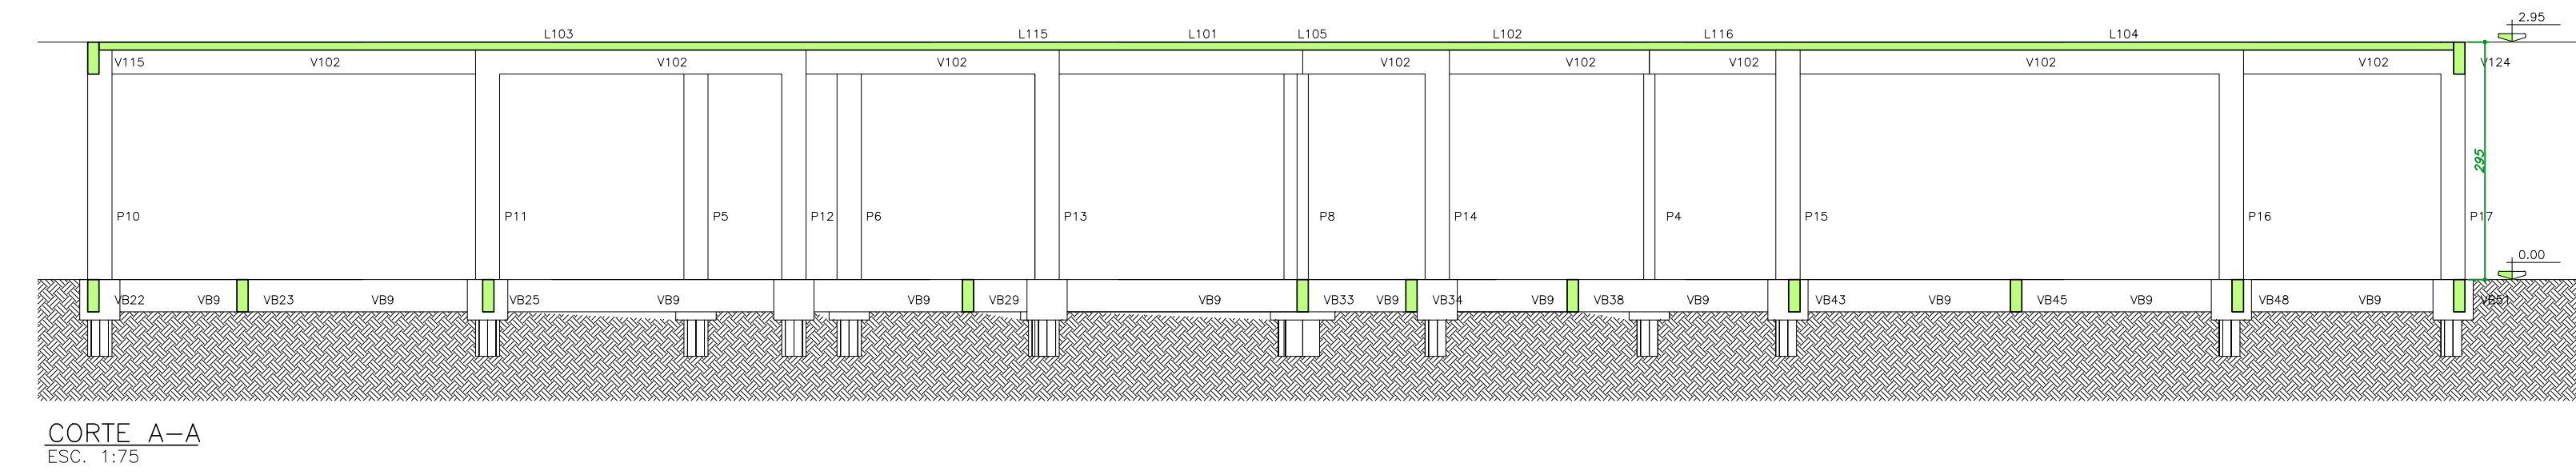 2.95
L103 L115 L101 L105 L102 L116 L104
V115 V102 V102 V102 V102 V102 V102 V102 V102 V124
295
P10 P11 P5 P12 P6 P13 P8 P14 P4 P15 P16 P17
0.00
VB22 VB9 VB23 VB9 VB25 VB9 VB9 VB29 VB9 VB33 VB9 VB34 VB9 VB38 VB9 VB43 VB9 VB45 VB9 VB48 VB9 VB51
CORTE A-A
ESC. 1:75